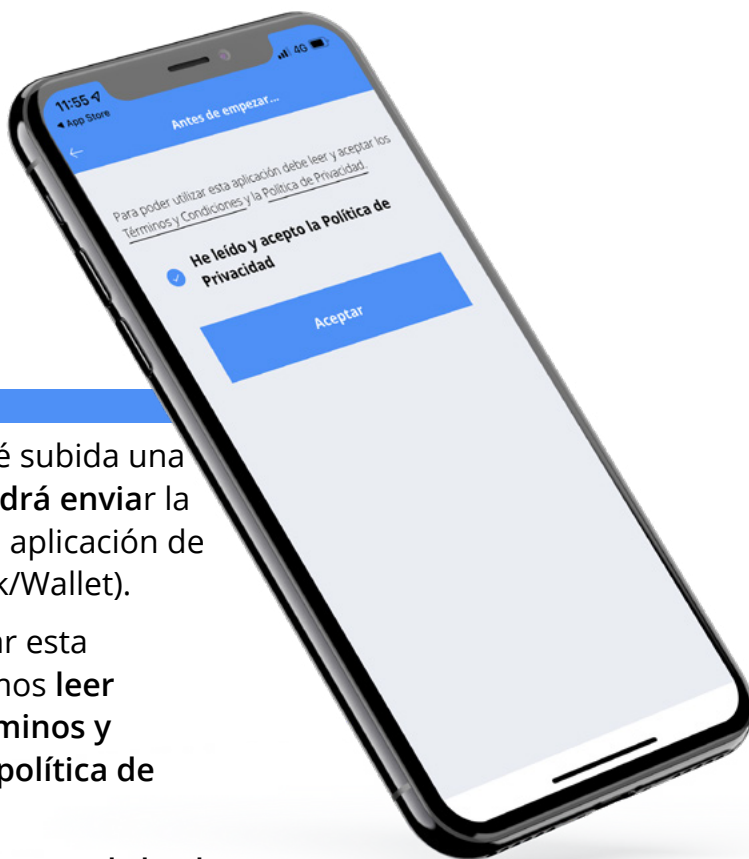 11:55
4G
App Store
Antes de empezar...
Para poder utilizar esta aplicación debe leer y aceptar los
Términos y Condiciones y la Política de Privacidad.
He leído y acepto la Política de
Privacidad
Aceptar
é subida una
drá enviar la
aplicación de
k/Wallet).
ar esta
nos leer
minos y
política de